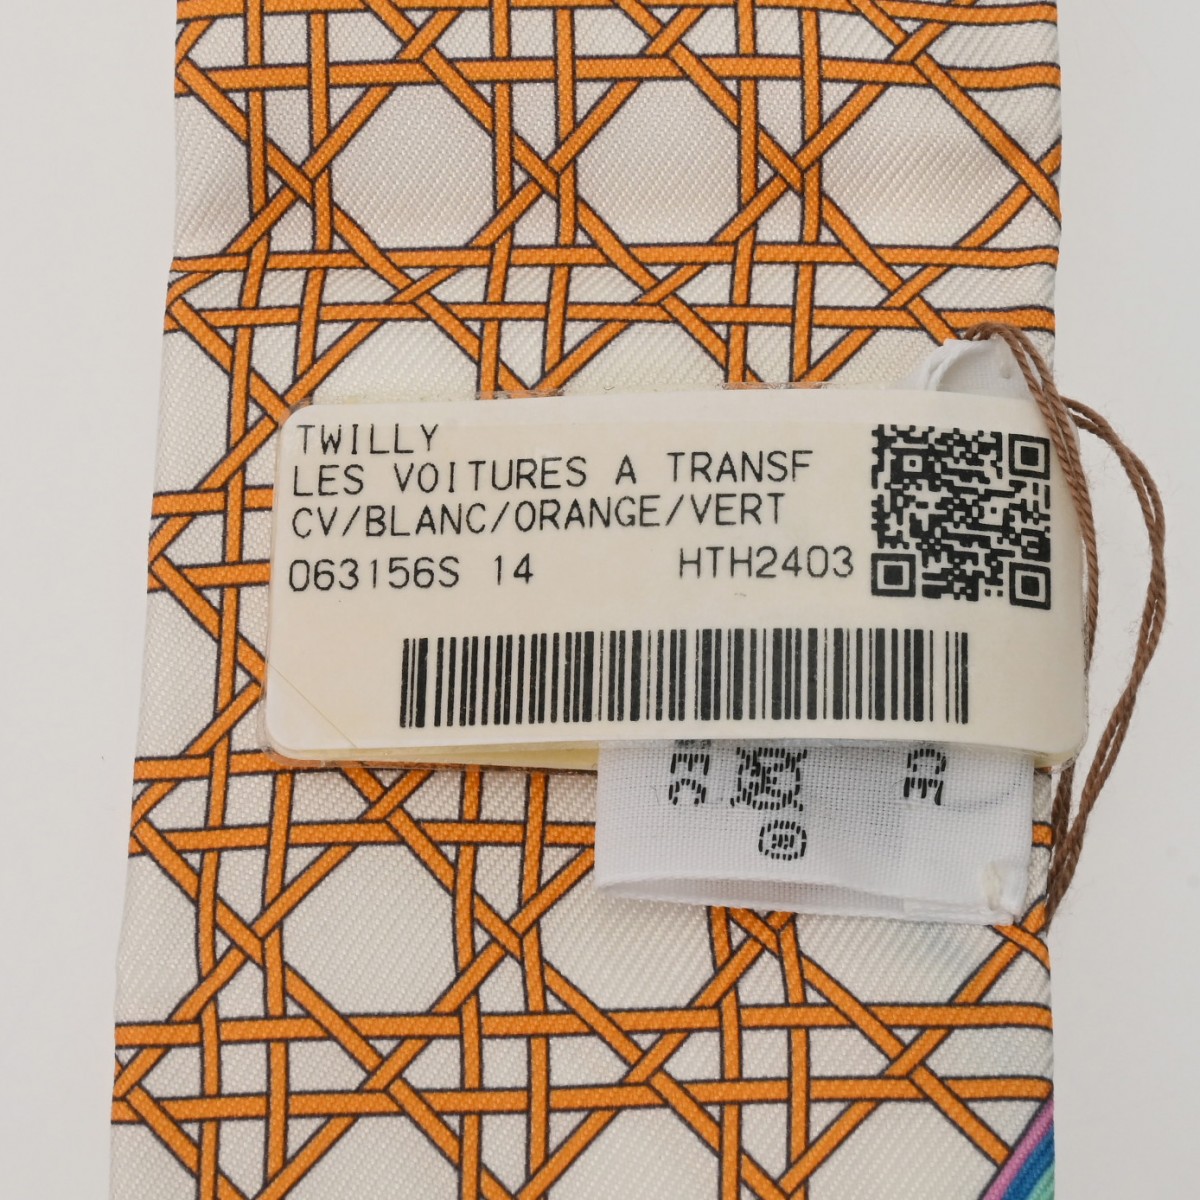 TWILLY
LES VOITURES A TRANSF
CV/BLANC/ORANGE/VERT
063156S 14 HTH2403